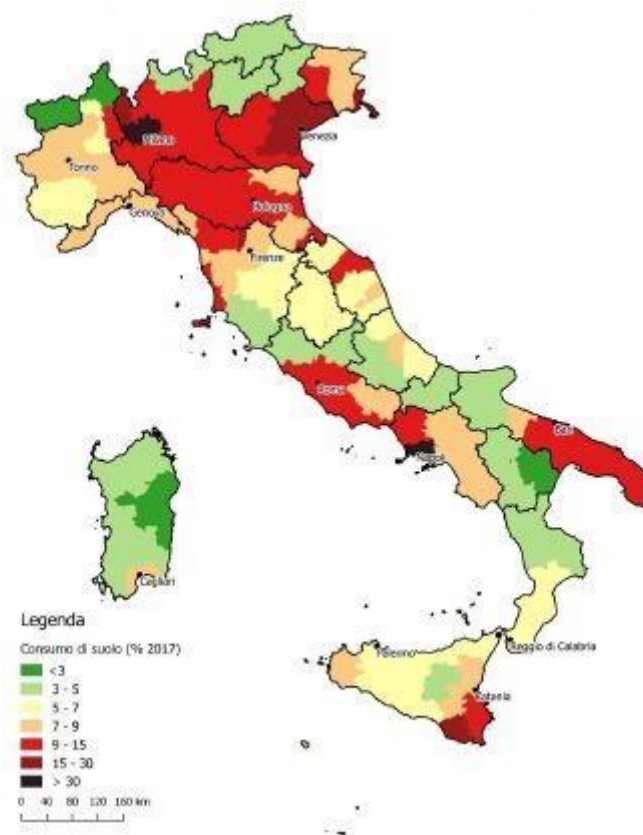 Milano
Venezia
Torino
Genova
Bologna
Firenze
Roma
Bari
Napoli
Cagliari
Palermo
Reggio di Calabria
Catania
Legenda
Consumo di suolo (% 2017)
<3
3 - 5
5 - 7
7 - 9
9 - 15
15 - 30
> 30
0 40 80 120 160 km